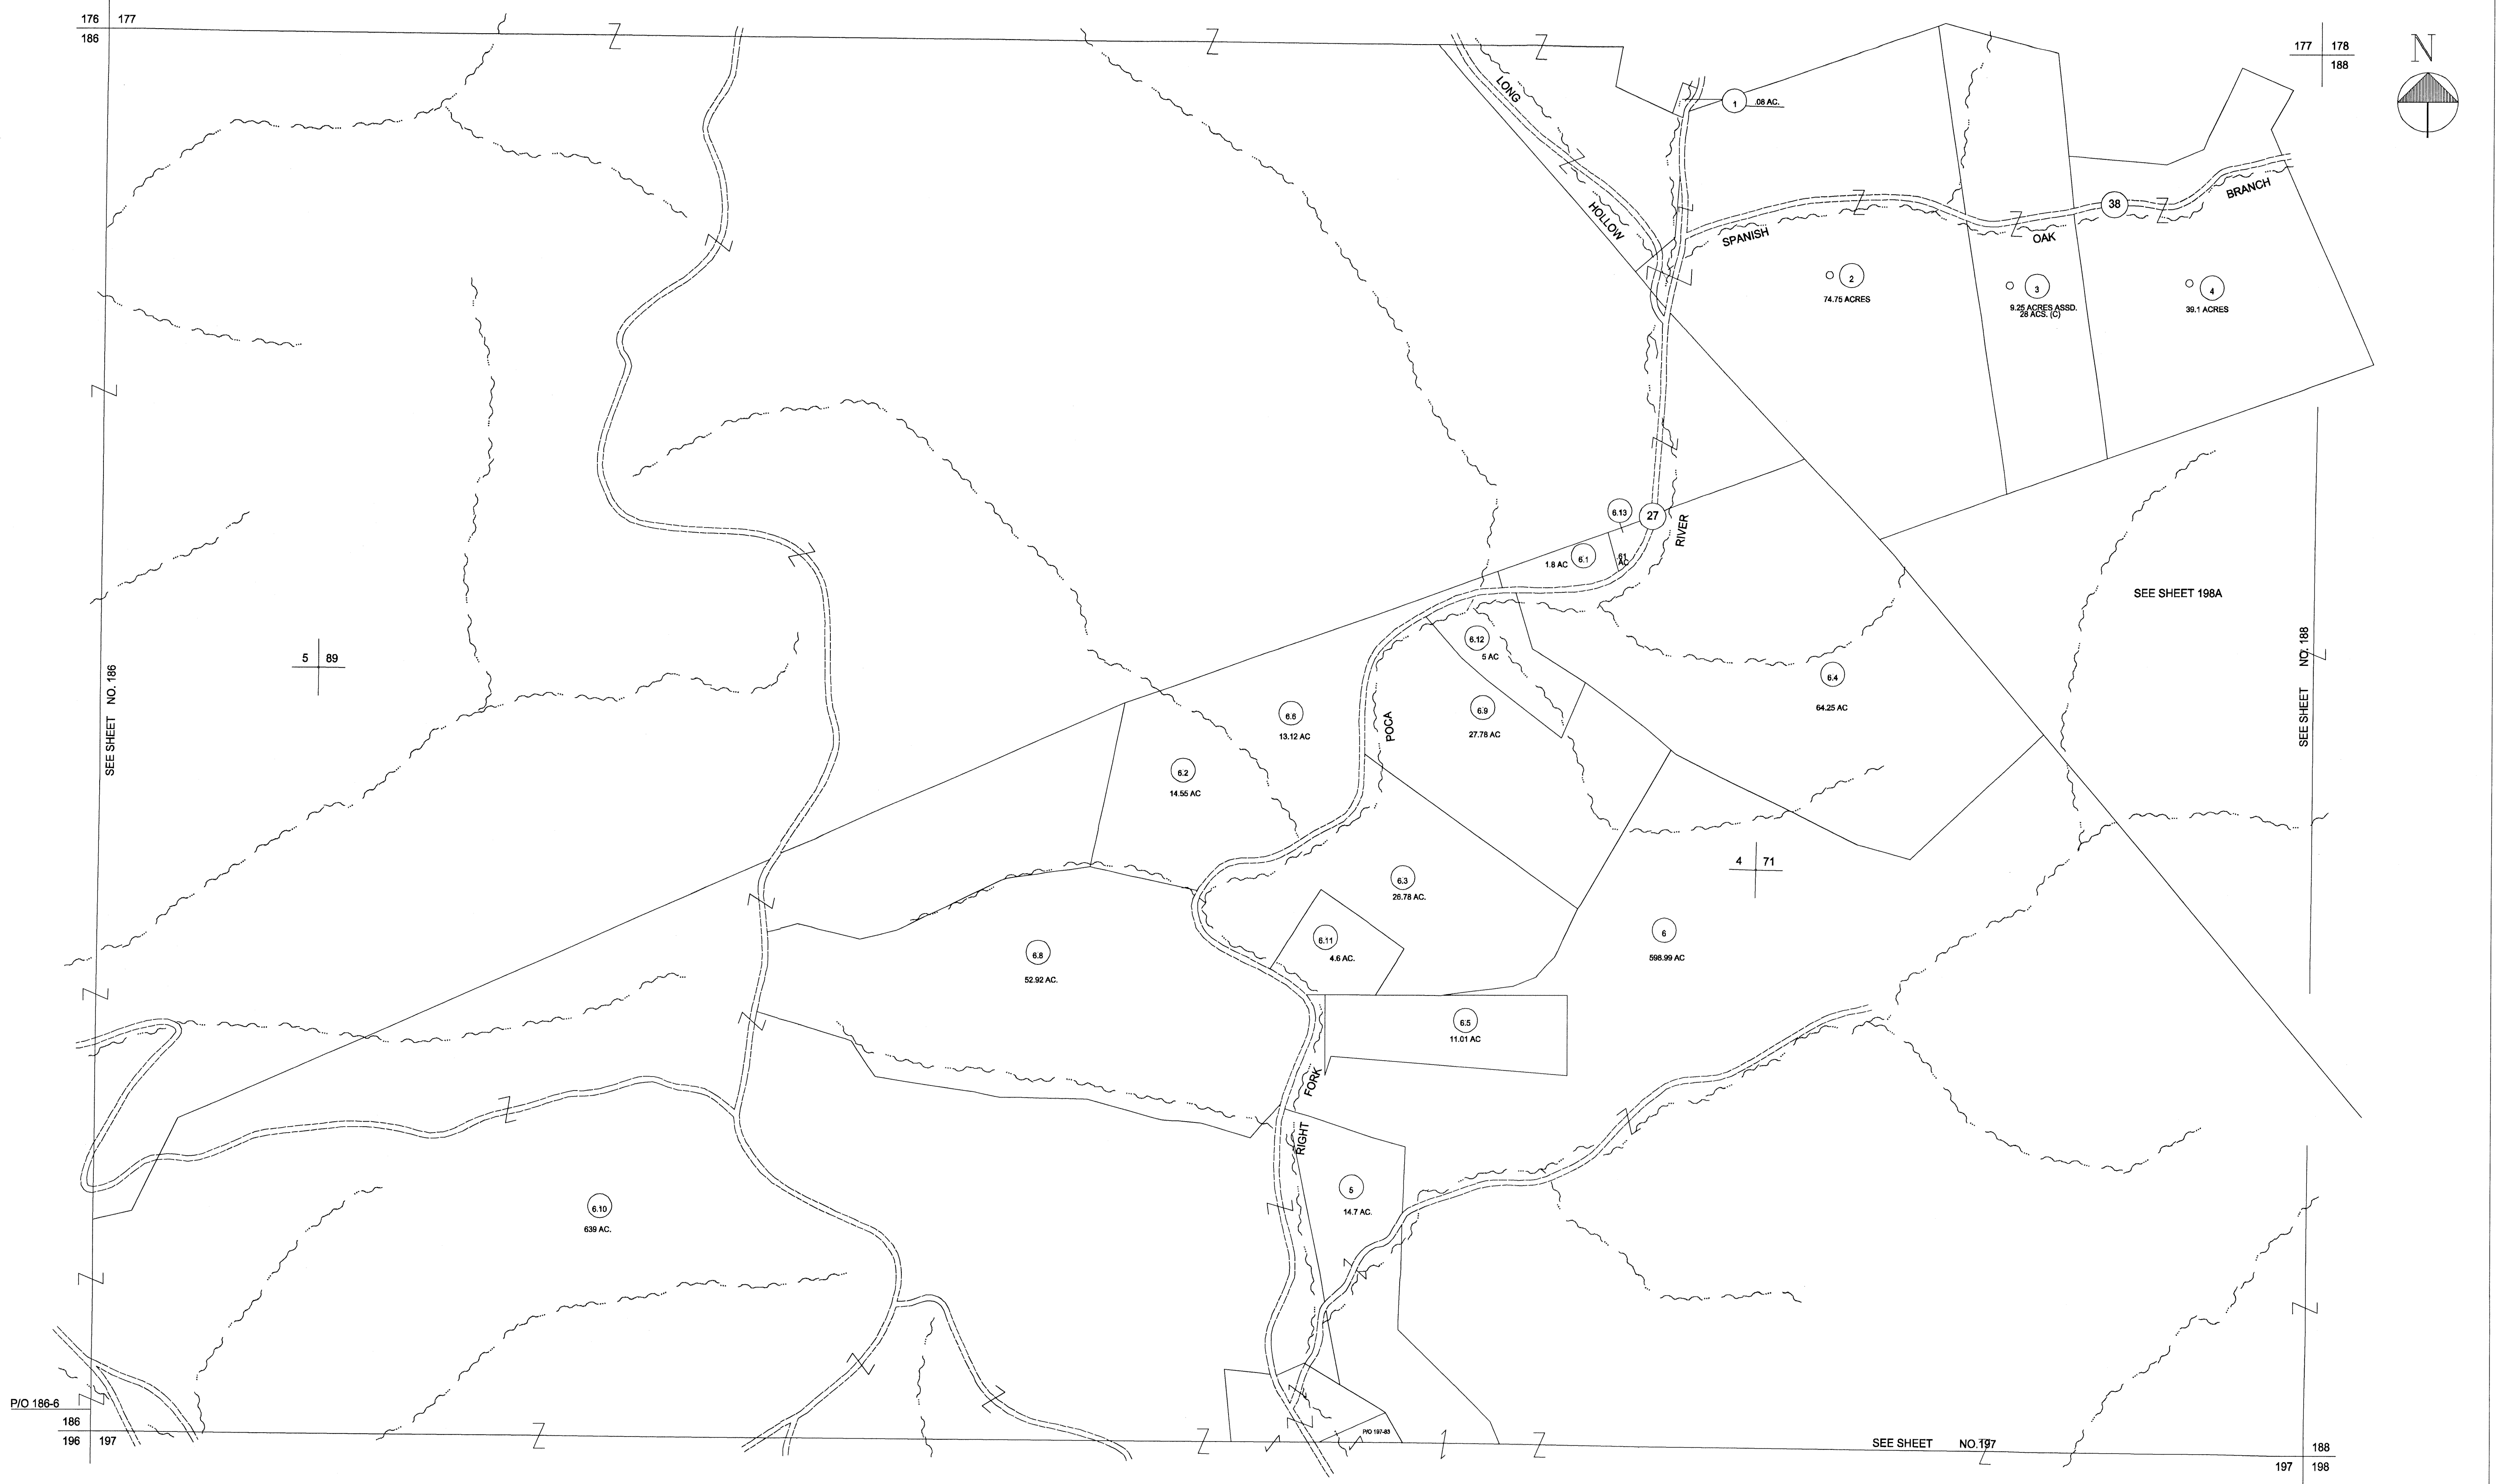 176 177
186
177 178
188
N
LONG
HOLLOW
1 .08 AC.
SPANISH
OAK
BRANCH
38
2
74.75 ACRES
3
9.25 ACRES ASSD.
28 ACS. (C)
4
39.1 ACRES
6.13
27
RIVER
6.1
1.8 AC
.61
AC
SEE SHEET 198A
SEE SHEET NO. 188
SEE SHEET NO. 186
5 89
6.12
5 AC
6.4
64.25 AC
6.6
13.12 AC
POCA
6.9
27.78 AC
6.2
14.55 AC
4 71
6.3
26.78 AC.
6.11
4.6 AC.
6
598.99 AC
6.8
52.92 AC.
6.5
11.01 AC
FORK
RIGHT
5
14.7 AC.
6.10
639 AC.
P/O 186-6
186
196 197
P/O 197-83
SEE SHEET NO.197
188
197 198